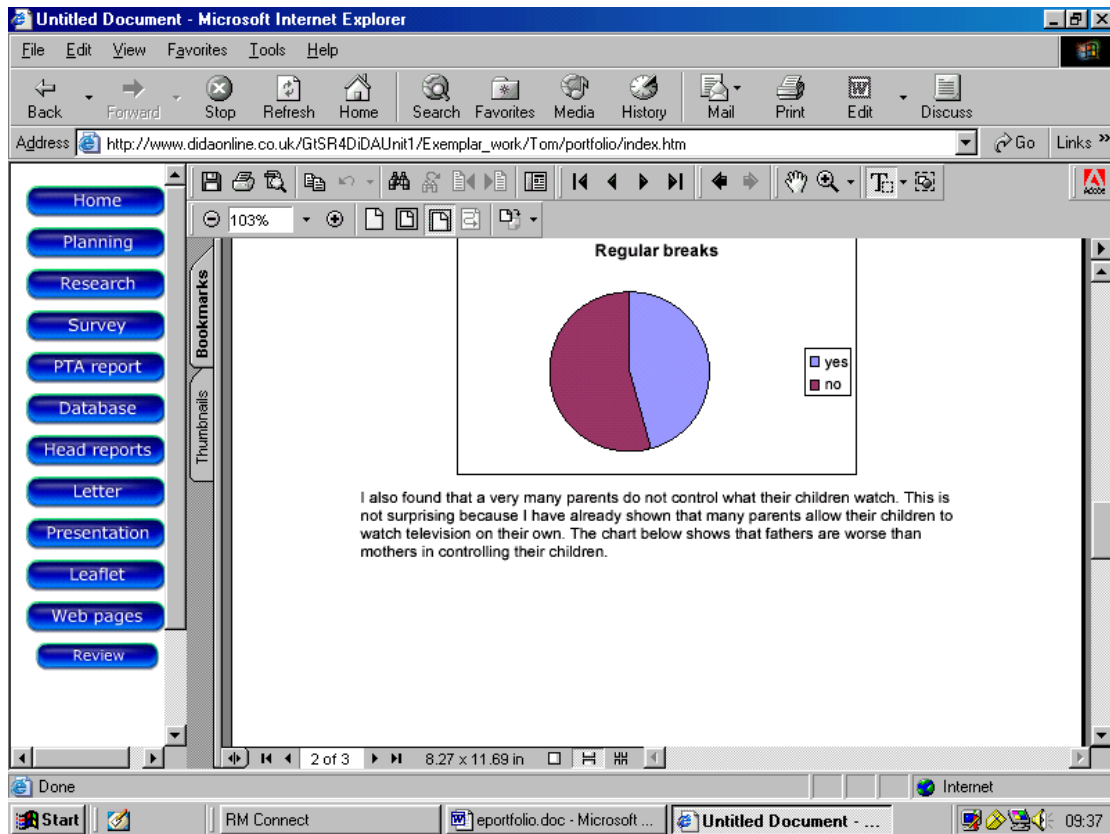 Untitled Document - Microsoft Internet Explorer
File Edit View Favorites Tools Help
Back Forward Stop Refresh Home Search Favorites Media History Mail Print Edit Discuss
Address http://www.didaonline.co.uk/GtSR4DiDAUnit1/Exemplar_work/Tom/portfolio/index.htm Go Links »
Adobe
103%
Home
Planning
Research
Survey
PTA report
Database
Head reports
Letter
Presentation
Leaflet
Web pages
Review
Bookmarks
Thumbnails
Regular breaks
yes
no
I also found that a very many parents do not control what their children watch. This is
not surprising because I have already shown that many parents allow their children to
watch television on their own. The chart below shows that fathers are worse than
mothers in controlling their children.
2 of 3 8.27 x 11.69 in
Done Internet
Start RM Connect eportfolio.doc - Microsoft ... Untitled Document - ... 09:37